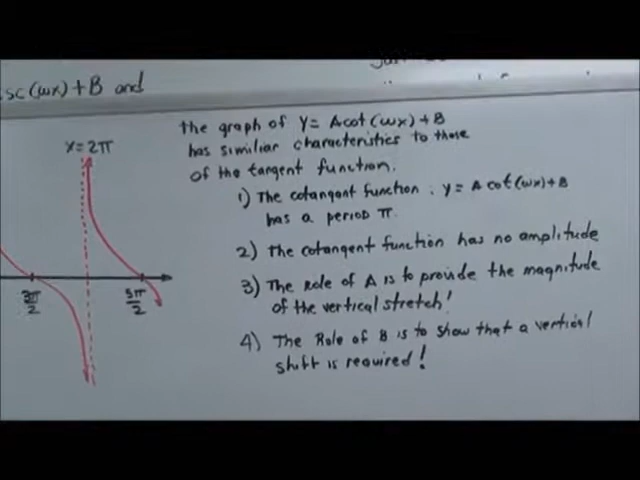 sc(ωx) + B and
the graph of Y = Acot(ωx) + B
has similiar characteristics to those
of the tangent function.
1) The cotangent function : y = A cot(ωx) + B
has a period π.
2) The cotangent function has no amplitude
3) The role of A is to provide the magnitude
of the vertical stretch!
4) The Role of B is to show that a vertical
shift is required!
x = 2π
3π/2
5π/2